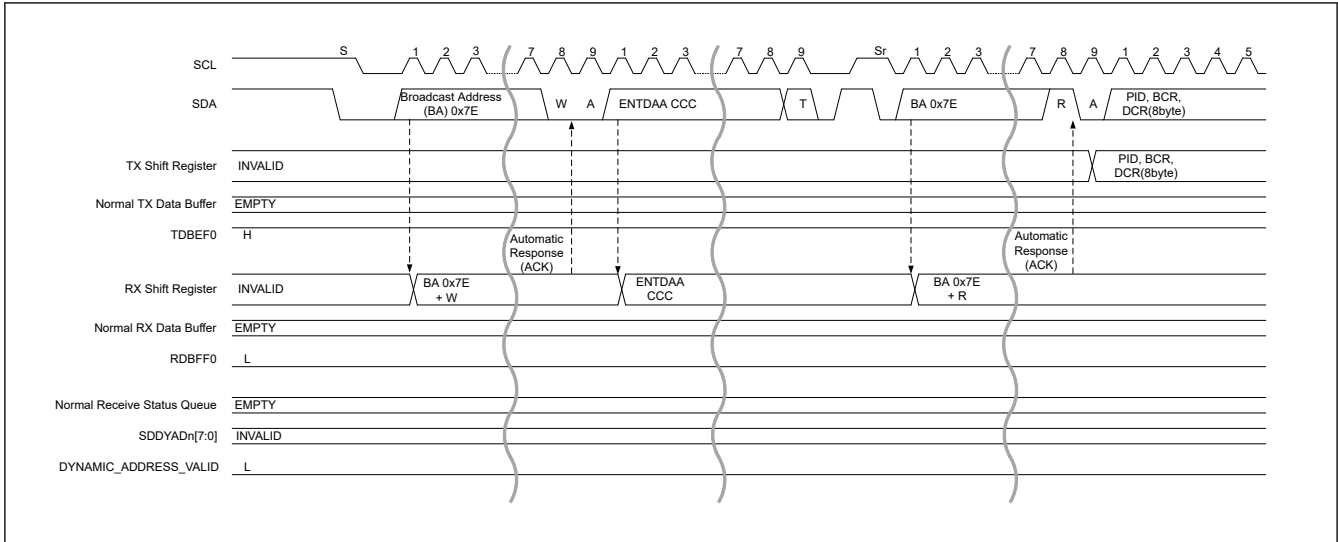 S 1 2 3 7 8 9 1 2 3 7 8 9 Sr 1 2 3 7 8 9 1 2 3 4 5
SCL
SDA
Broadcast Address
(BA) 0x7E
W A
ENTDAA CCC
T
BA 0x7E
R A
PID, BCR,
DCR(8byte)
TX Shift Register
INVALID
PID, BCR,
DCR(8byte)
Normal TX Data Buffer
EMPTY
TDBEF0
H
Automatic
Response
(ACK)
Automatic
Response
(ACK)
RX Shift Register
INVALID
BA 0x7E
+ W
ENTDAA
CCC
BA 0x7E
+ R
Normal RX Data Buffer
EMPTY
RDBFF0
L
Normal Receive Status Queue
EMPTY
SDDYADn[7:0]
INVALID
DYNAMIC_ADDRESS_VALID
L